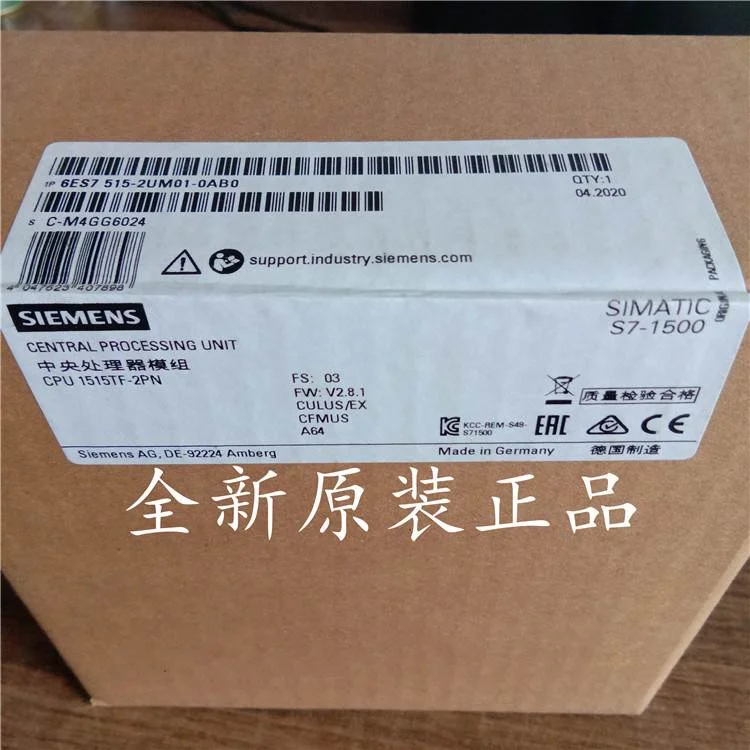 1P 6ES7 515-2UM01-0AB0
QTY:1
04.2020
S C-M4GG6024
support.industry.siemens.com
4 047623 407898
ORIGINAL PACKAGING
SIEMENS
SIMATIC
S7-1500
CENTRAL PROCESSING UNIT
中央处理器模组
CPU 1515TF-2PN
FS: 03
FW: V2.8.1
CULUS/EX
CFMUS
A64
质量检验合格
KCC-REM-S49-
S71500
EAC
Siemens AG, DE-92224 Amberg
Made in Germany
德国制造
全新原装正品